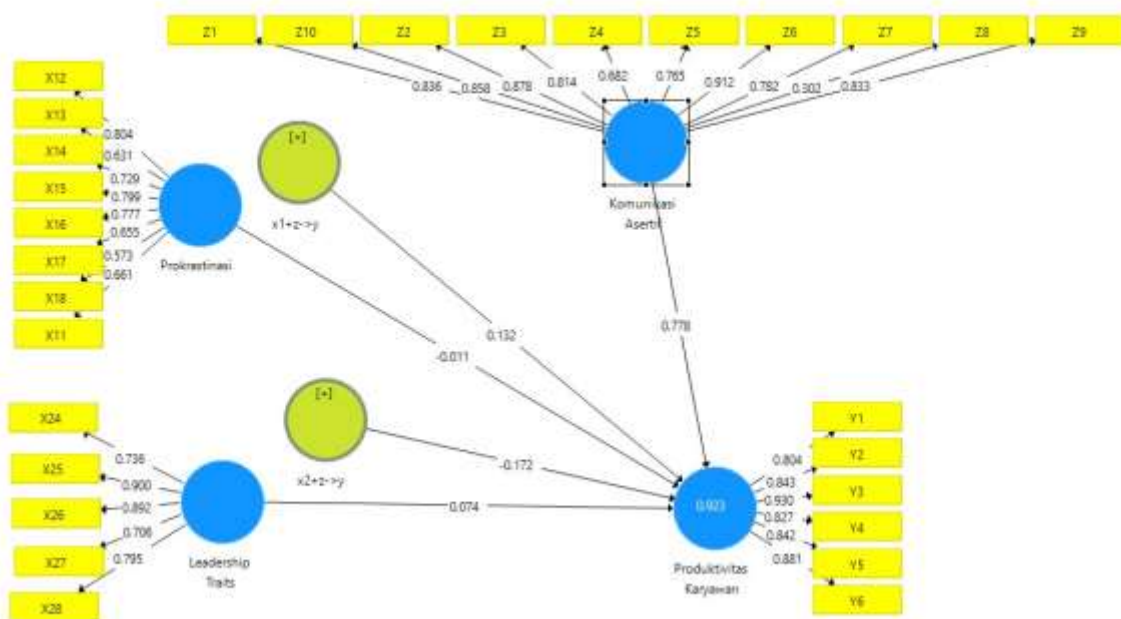 Z1
Z10
Z2
Z3
Z4
Z5
Z6
Z7
Z8
Z9
0.836
0.858
0.878
0.814
0.682
0.765
0.912
0.782
0.302
0.833
X12
X13
X14
X15
X16
X17
X18
X11
0.804
0.631
0.729
0.799
0.777
0.655
0.573
0.661
Prokrastinasi
[+]
x1+z->y
Komunikasi
Asertif
0.132
-0.011
0.778
X24
X25
X26
X27
X28
0.736
0.900
0.892
0.706
0.795
Leadership
Traits
[+]
x2+z->y
-0.172
0.074
0.923
Produktivitas
Karyawan
0.804
0.843
0.930
0.827
0.842
0.881
Y1
Y2
Y3
Y4
Y5
Y6